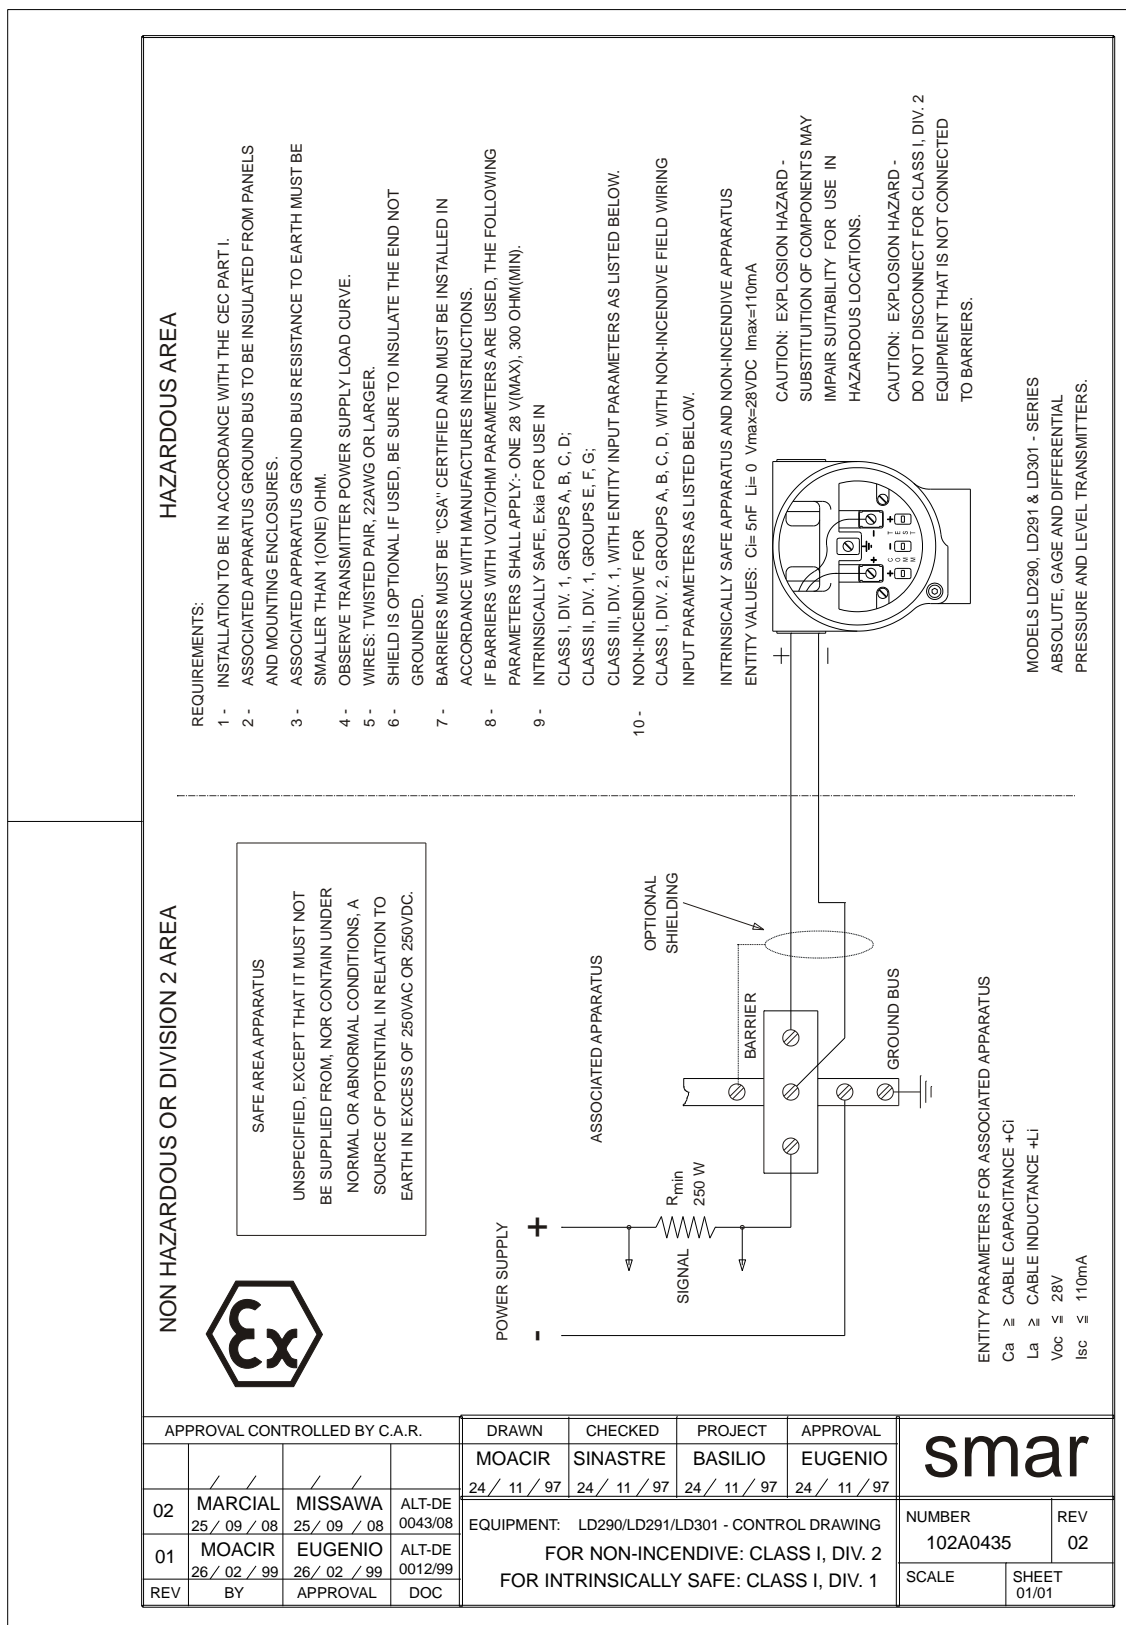 NON HAZARDOUS OR DIVISION 2 AREA
HAZARDOUS AREA
SAFE AREA APPARATUS
UNSPECIFIED, EXCEPT THAT IT MUST NOT
BE SUPPLIED FROM, NOR CONTAIN UNDER
NORMAL OR ABNORMAL CONDITIONS, A
SOURCE OF POTENTIAL IN RELATION TO
EARTH IN EXCESS OF 250VAC OR 250VDC.
REQUIREMENTS:
1 - INSTALLATION TO BE IN ACCORDANCE WITH THE CEC PART I.
2 - ASSOCIATED APPARATUS GROUND BUS TO BE INSULATED FROM PANELS
AND MOUNTING ENCLOSURES.
3 - ASSOCIATED APPARATUS GROUND BUS RESISTANCE TO EARTH MUST BE
SMALLER THAN 1(ONE) OHM.
4 - OBSERVE TRANSMITTER POWER SUPPLY LOAD CURVE.
5 - WIRES: TWISTED PAIR, 22AWG OR LARGER.
6 - SHIELD IS OPTIONAL IF USED, BE SURE TO INSULATE THE END NOT
GROUNDED.
7 - BARRIERS MUST BE "CSA" CERTIFIED AND MUST BE INSTALLED IN
ACCORDANCE WITH MANUFACTURES INSTRUCTIONS.
8 - IF BARRIERS WITH VOLT/OHM PARAMETERS ARE USED, THE FOLLOWING
PARAMETERS SHALL APPLY:- ONE 28 V(MAX), 300 OHM(MIN).
9 - INTRINSICALLY SAFE, Exia FOR USE IN
CLASS I, DIV. 1, GROUPS A, B, C, D;
CLASS II, DIV. 1, GROUPS E, F, G;
CLASS III, DIV. 1, WITH ENTITY INPUT PARAMETERS AS LISTED BELOW.
10 - NON-INCENDIVE FOR
CLASS I, DIV. 2, GROUPS A, B, C, D, WITH NON-INCENDIVE FIELD WIRING
INPUT PARAMETERS AS LISTED BELOW.
INTRINSICALLY SAFE APPARATUS AND NON-INCENDIVE APPARATUS
ENTITY VALUES: Ci= 5nF Li= 0 Vmax=28VDC Imax=110mA
CAUTION: EXPLOSION HAZARD -
SUBSTITUITION OF COMPONENTS MAY
IMPAIR SUITABILITY FOR USE IN
HAZARDOUS LOCATIONS.
CAUTION: EXPLOSION HAZARD -
DO NOT DISCONNECT FOR CLASS I, DIV. 2
EQUIPMENT THAT IS NOT CONNECTED
TO BARRIERS.
Ex
POWER SUPPLY
+
-
SIGNAL
Rmin
250 W
ASSOCIATED APPARATUS
OPTIONAL
SHIELDING
BARRIER
GROUND BUS
+
-
+ - + -
COMM
TEST
MODELS LD290, LD291 & LD301 - SERIES
ABSOLUTE, GAGE AND DIFFERENTIAL
PRESSURE AND LEVEL TRANSMITTERS.
ENTITY PARAMETERS FOR ASSOCIATED APPARATUS
Ca ≥ CABLE CAPACITANCE +Ci
La ≥ CABLE INDUCTANCE +Li
Voc ≤ 28V
Isc ≤ 110mA
APPROVAL CONTROLLED BY C.A.R.
/ / / /
02 MARCIAL MISSAWA ALT-DE
25/ 09 / 08 25/ 09 / 08 0043/08
01 MOACIR EUGENIO ALT-DE
26/ 02 / 99 26/ 02 / 99 0012/99
REV BY APPROVAL DOC
DRAWN CHECKED PROJECT APPROVAL
MOACIR SINASTRE BASILIO EUGENIO
24/ 11 / 97 24/ 11 / 97 24/ 11 / 97 24/ 11 / 97
EQUIPMENT: LD290/LD291/LD301 - CONTROL DRAWING
FOR NON-INCENDIVE: CLASS I, DIV. 2
FOR INTRINSICALLY SAFE: CLASS I, DIV. 1
smar
NUMBER
102A0435
REV
02
SCALE
SHEET
01/01